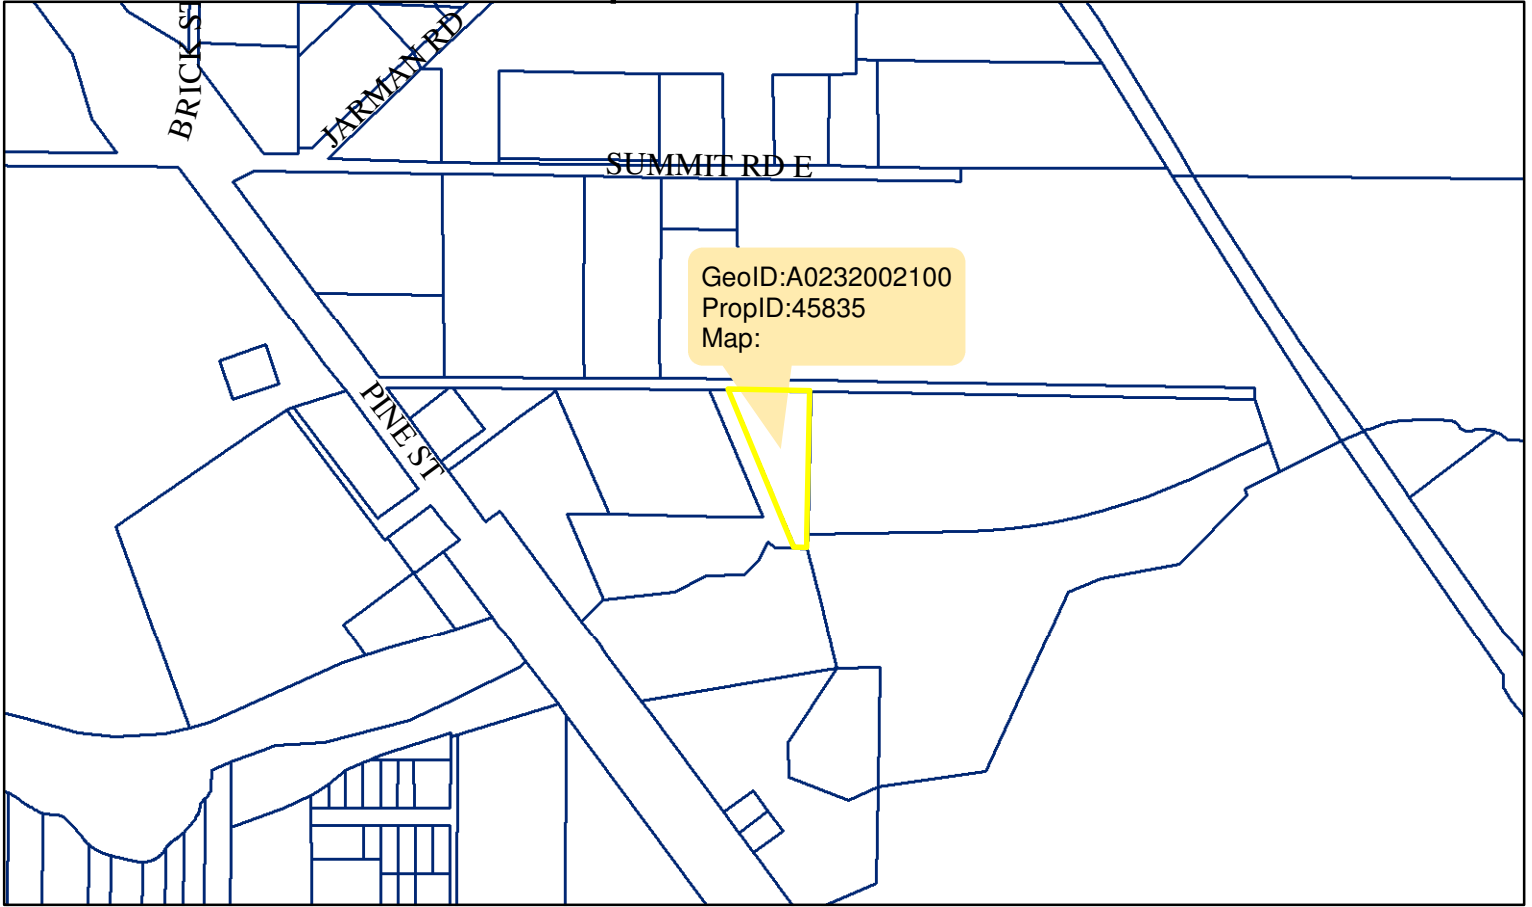 BRICK ST
JARMAN RD
SUMMIT RD E
GeoID:A0232002100
PropID:45835
Map:
PINE ST